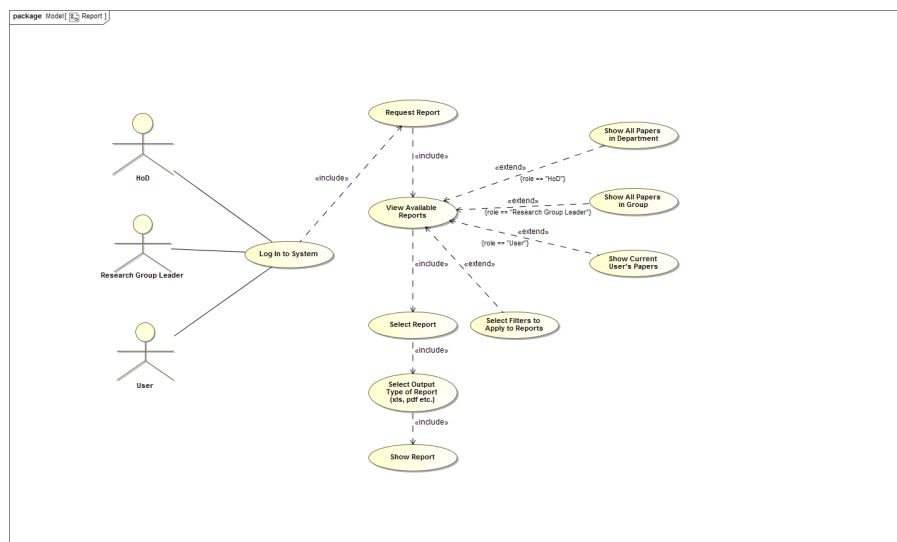 package Model [ Report ]
Request Report
HoD
«include»
«include»
Show All Papers
in Department
«extend»
{role == "HoD"}
View Available
Reports
Show All Papers
in Group
«extend»
{role == "Research Group Leader"}
Research Group Leader
Log In to System
«extend»
{role == "User"}
Show Current
User's Papers
«include»
«extend»
Select Report
Select Filters to
Apply to Reports
User
«include»
Select Output
Type of Report
(xls, pdf etc.)
«include»
Show Report